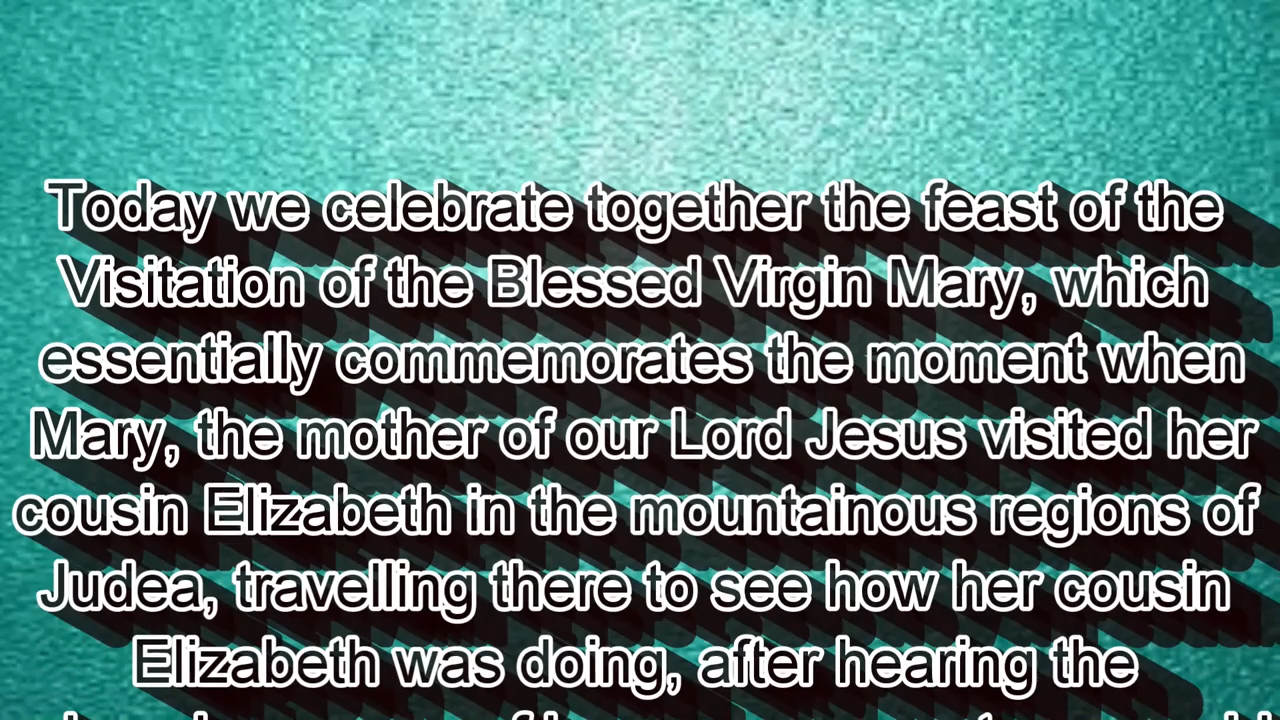 Today we celebrate together the feast of the
Visitation of the Blessed Virgin Mary, which
essentially commemorates the moment when
Mary, the mother of our Lord Jesus visited her
cousin Elizabeth in the mountainous regions of
Judea, travelling there to see how her cousin
Elizabeth was doing, after hearing the